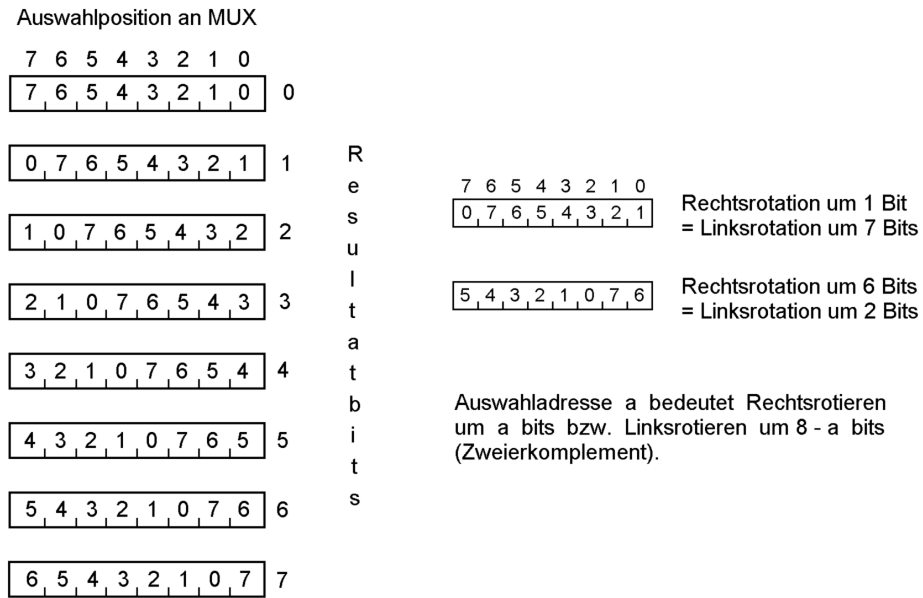 Auswahlposition an MUX
7 6 5 4 3 2 1 0
7 6 5 4 3 2 1 0 0
0 7 6 5 4 3 2 1 1
1 0 7 6 5 4 3 2 2
2 1 0 7 6 5 4 3 3
3 2 1 0 7 6 5 4 4
4 3 2 1 0 7 6 5 5
5 4 3 2 1 0 7 6 6
6 5 4 3 2 1 0 7 7
Resultatbits
7 6 5 4 3 2 1 0
0 7 6 5 4 3 2 1
Rechtsrotation um 1 Bit
= Linksrotation um 7 Bits
5 4 3 2 1 0 7 6
Rechtsrotation um 6 Bits
= Linksrotation um 2 Bits
Auswahladresse a bedeutet Rechtsrotieren
um a bits bzw. Linksrotieren um 8 - a bits
(Zweierkomplement).